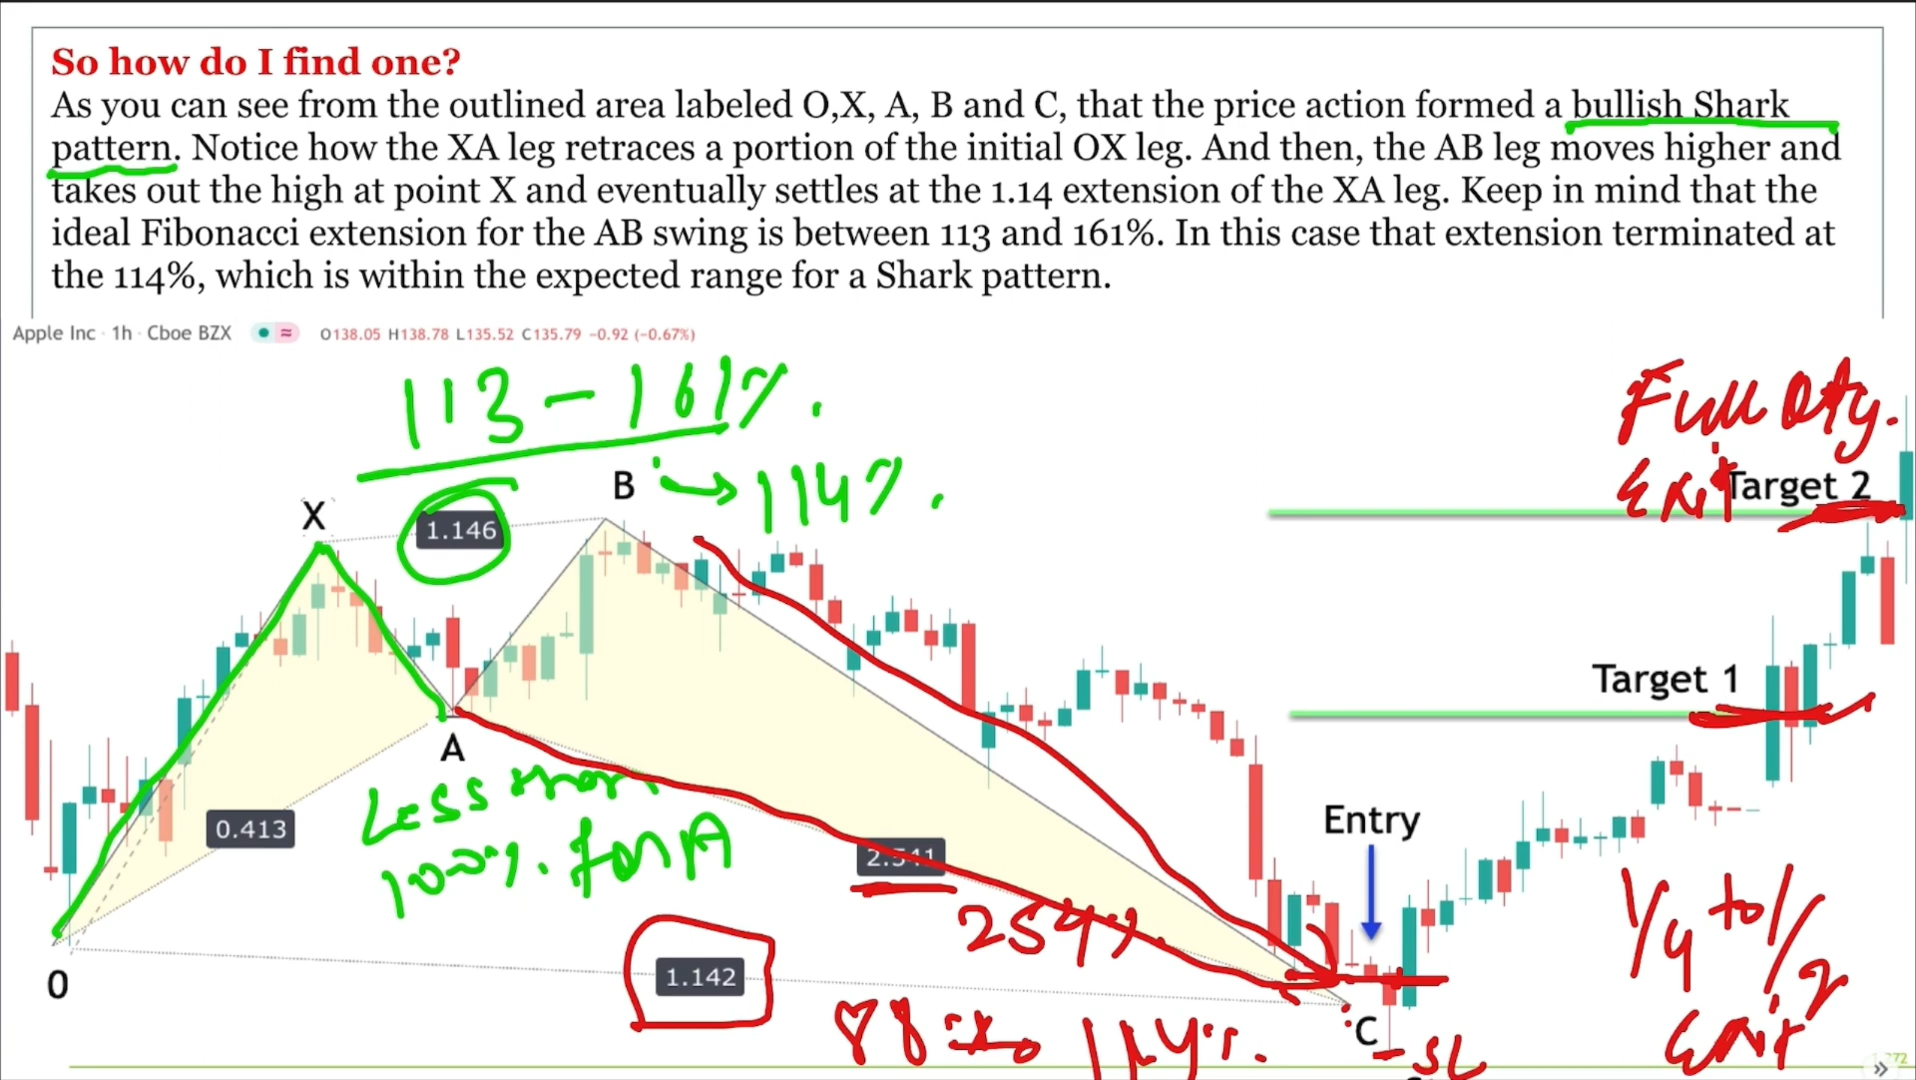 So how do I find one?
As you can see from the outlined area labeled O,X, A, B and C, that the price action formed a bullish Shark
pattern. Notice how the XA leg retraces a portion of the initial OX leg. And then, the AB leg moves higher and
takes out the high at point X and eventually settles at the 1.14 extension of the XA leg. Keep in mind that the
ideal Fibonacci extension for the AB swing is between 113 and 161%. In this case that extension terminated at
the 114%, which is within the expected range for a Shark pattern.
Apple Inc · 1h · Cboe BZX O138.05 H138.78 L135.52 C135.79 −0.92 (−0.67%)
113 - 161%.
Full Qty.
Exit
Target 2
B → 114%.
X
1.146
Target 1
A
Less than
100%. for A
0.413
Entry
2.541
254%.
1/4 to 1/2
Exit
0
1.142
88 to 114%.
C
SL